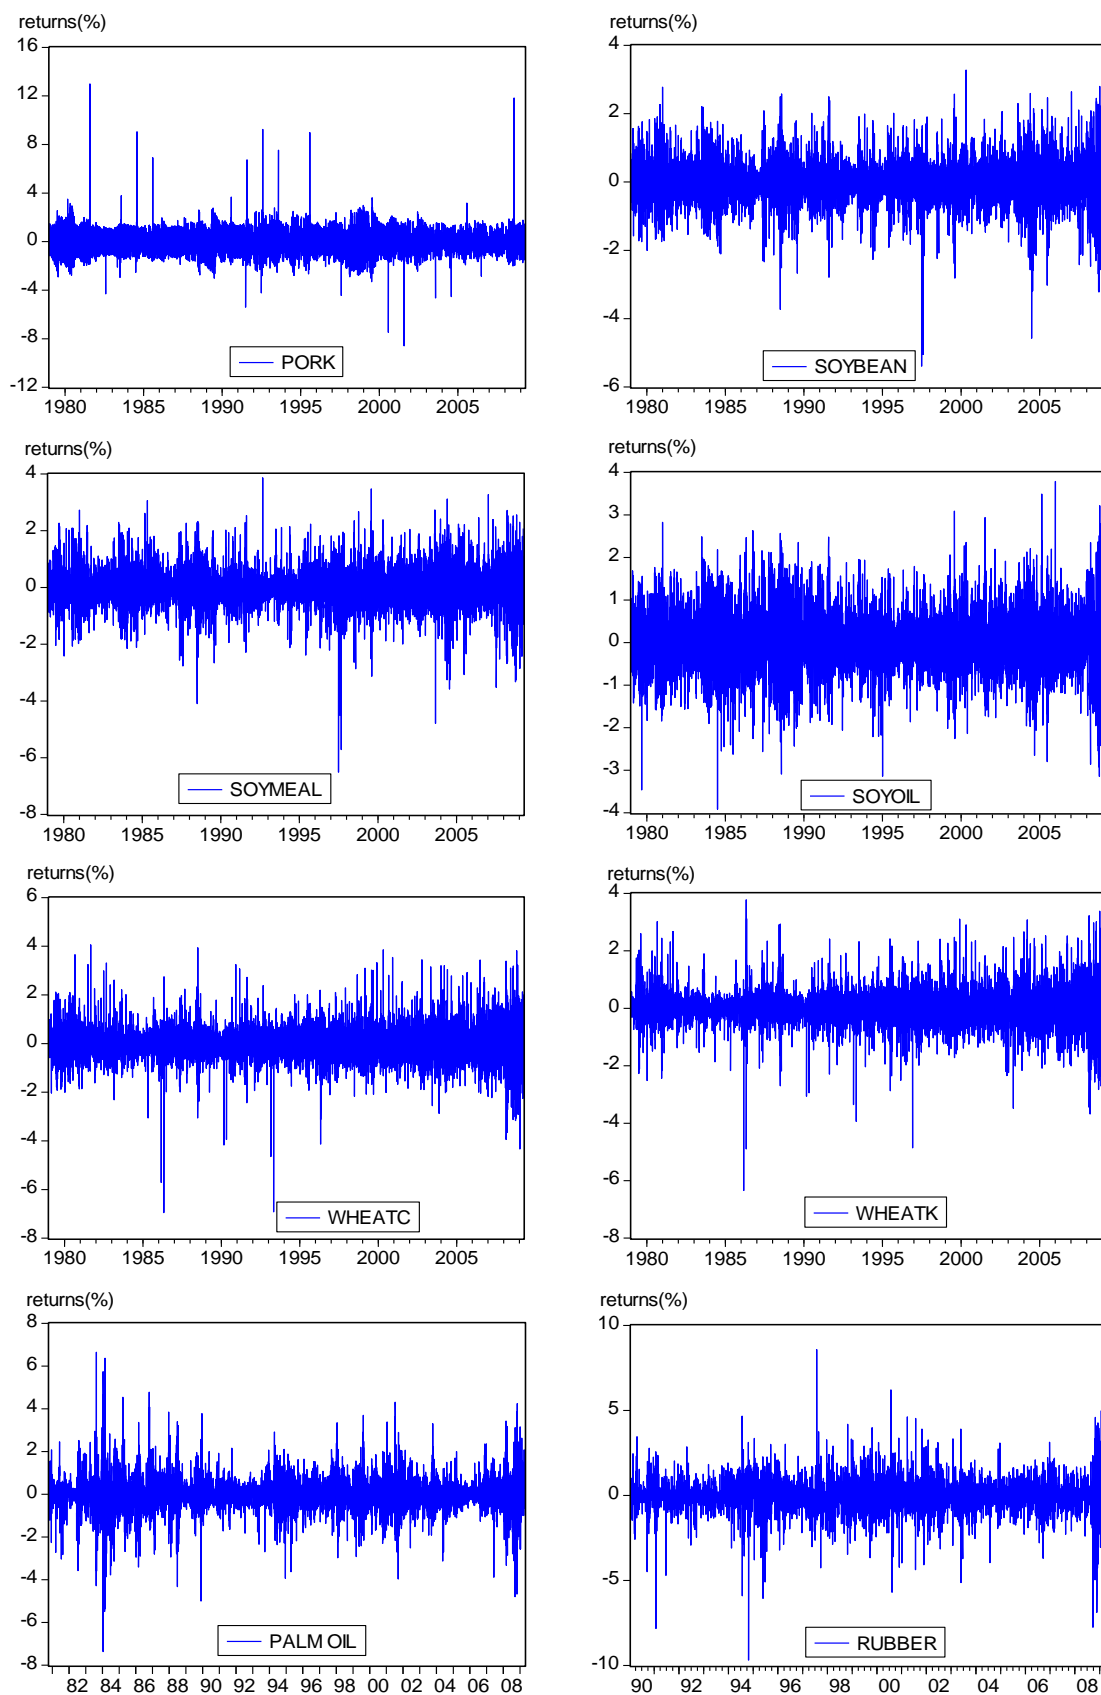 returns(%)
16
12
8
4
0
-4
-8
-12
PORK
1980 1985 1990 1995 2000 2005
returns(%)
4
2
0
-2
-4
-6
SOYBEAN
1980 1985 1990 1995 2000 2005
returns(%)
4
2
0
-2
-4
-6
-8
SOYMEAL
1980 1985 1990 1995 2000 2005
returns(%)
4
3
2
1
0
-1
-2
-3
-4
SOYOIL
1980 1985 1990 1995 2000 2005
returns(%)
6
4
2
0
-2
-4
-6
-8
WHEATC
1980 1985 1990 1995 2000 2005
returns(%)
4
2
0
-2
-4
-6
-8
WHEATK
1980 1985 1990 1995 2000 2005
returns(%)
8
6
4
2
0
-2
-4
-6
-8
PALM OIL
82 84 86 88 90 92 94 96 98 00 02 04 06 08
returns(%)
10
5
0
-5
-10
RUBBER
90 92 94 96 98 00 02 04 06 08